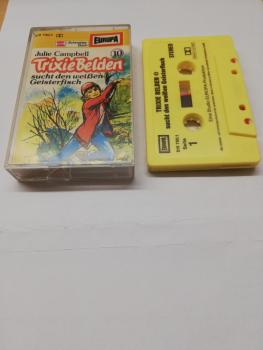 EUROPA
Julie Campbell
10
Trixie Belden
sucht den weißen
Geisterfisch
TRIXIE BELDEN
sucht den weißen Geisterfisch
STEREO
Seite
1